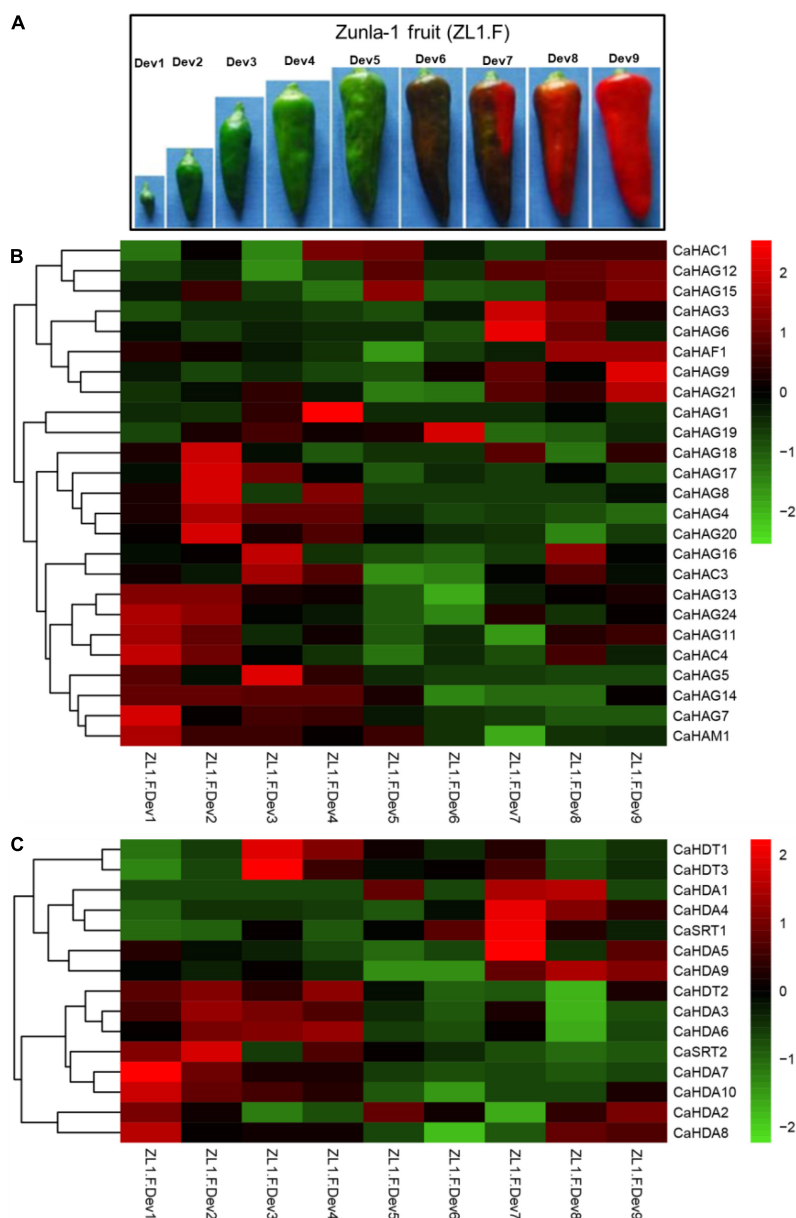 A
Zunla-1 fruit (ZL1.F)
Dev1 Dev2 Dev3 Dev4 Dev5 Dev6 Dev7 Dev8 Dev9
B
CaHAC1
CaHAG12
CaHAG15
CaHAG3
CaHAG6
CaHAF1
CaHAG9
CaHAG21
CaHAG1
CaHAG19
CaHAG18
CaHAG17
CaHAG8
CaHAG4
CaHAG20
CaHAG16
CaHAC3
CaHAG13
CaHAG24
CaHAG11
CaHAC4
CaHAG5
CaHAG14
CaHAG7
CaHAM1
2
1
0
−1
−2
ZL1.F.Dev1
ZL1.F.Dev2
ZL1.F.Dev3
ZL1.F.Dev4
ZL1.F.Dev5
ZL1.F.Dev6
ZL1.F.Dev7
ZL1.F.Dev8
ZL1.F.Dev9
C
CaHDT1
CaHDT3
CaHDA1
CaHDA4
CaSRT1
CaHDA5
CaHDA9
CaHDT2
CaHDA3
CaHDA6
CaSRT2
CaHDA7
CaHDA10
CaHDA2
CaHDA8
2
1
0
−1
−2
ZL1.F.Dev1
ZL1.F.Dev2
ZL1.F.Dev3
ZL1.F.Dev4
ZL1.F.Dev5
ZL1.F.Dev6
ZL1.F.Dev7
ZL1.F.Dev8
ZL1.F.Dev9